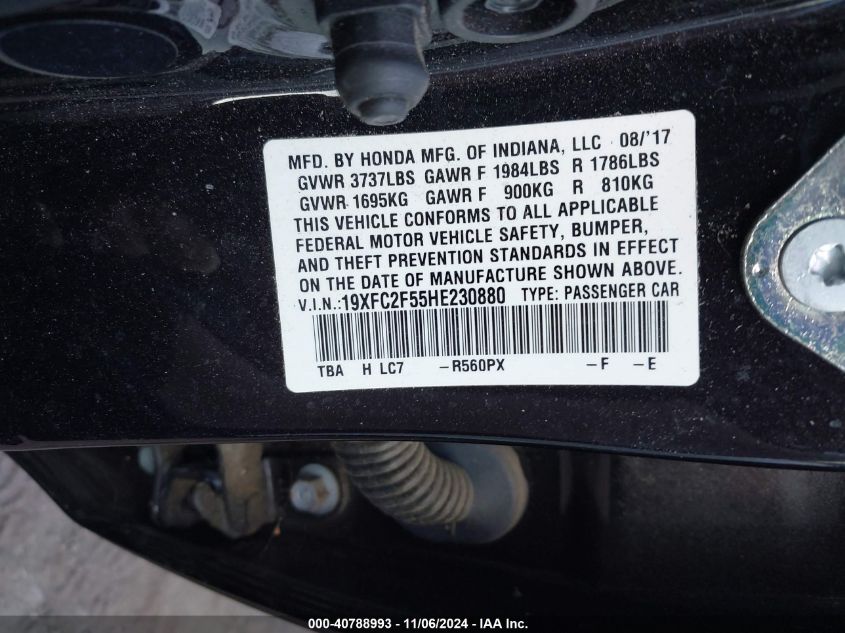 MFD. BY HONDA MFG. OF INDIANA, LLC 08/'17
GVWR 3737LBS GAWR F 1984LBS R 1786LBS
GVWR 1695KG GAWR F 900KG R 810KG
THIS VEHICLE CONFORMS TO ALL APPLICABLE
FEDERAL MOTOR VEHICLE SAFETY, BUMPER,
AND THEFT PREVENTION STANDARDS IN EFFECT
ON THE DATE OF MANUFACTURE SHOWN ABOVE.
V.I.N.:19XFC2F55HE230880 TYPE: PASSENGER CAR
TBA H LC7 -R560PX -F -E
000-40788993 - 11/06/2024 - IAA Inc.